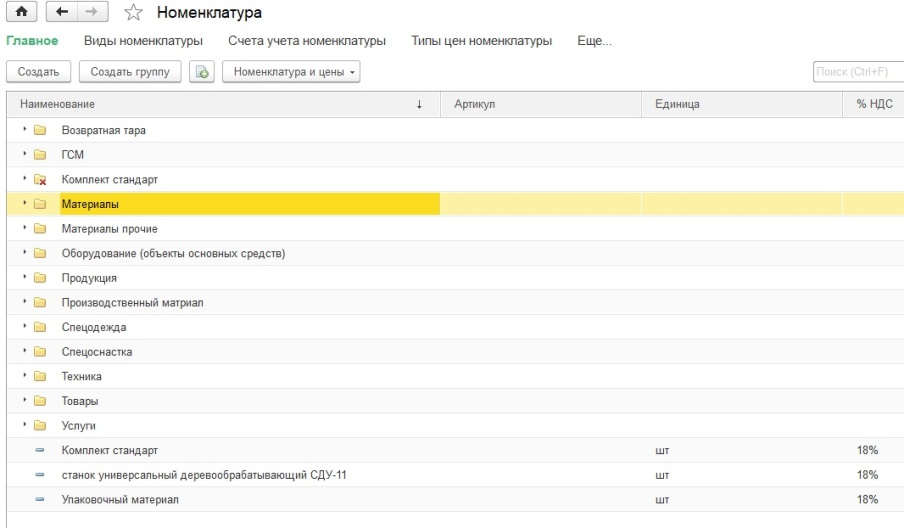 Номенклатура
Главное Виды номенклатуры Счета учета номенклатуры Типы цен номенклатуры Еще...
Создать Создать группу Номенклатура и цены Поиск (Ctrl+F)
Наименование ↓ Артикул Единица % НДС
Возвратная тара
ГСМ
Комплект стандарт
Материалы
Материалы прочие
Оборудование (объекты основных средств)
Продукция
Производственный матриал
Спецодежда
Спецоснастка
Техника
Товары
Услуги
Комплект стандарт шт 18%
станок универсальный деревообрабатывающий СДУ-11 шт 18%
Упаковочный материал шт 18%